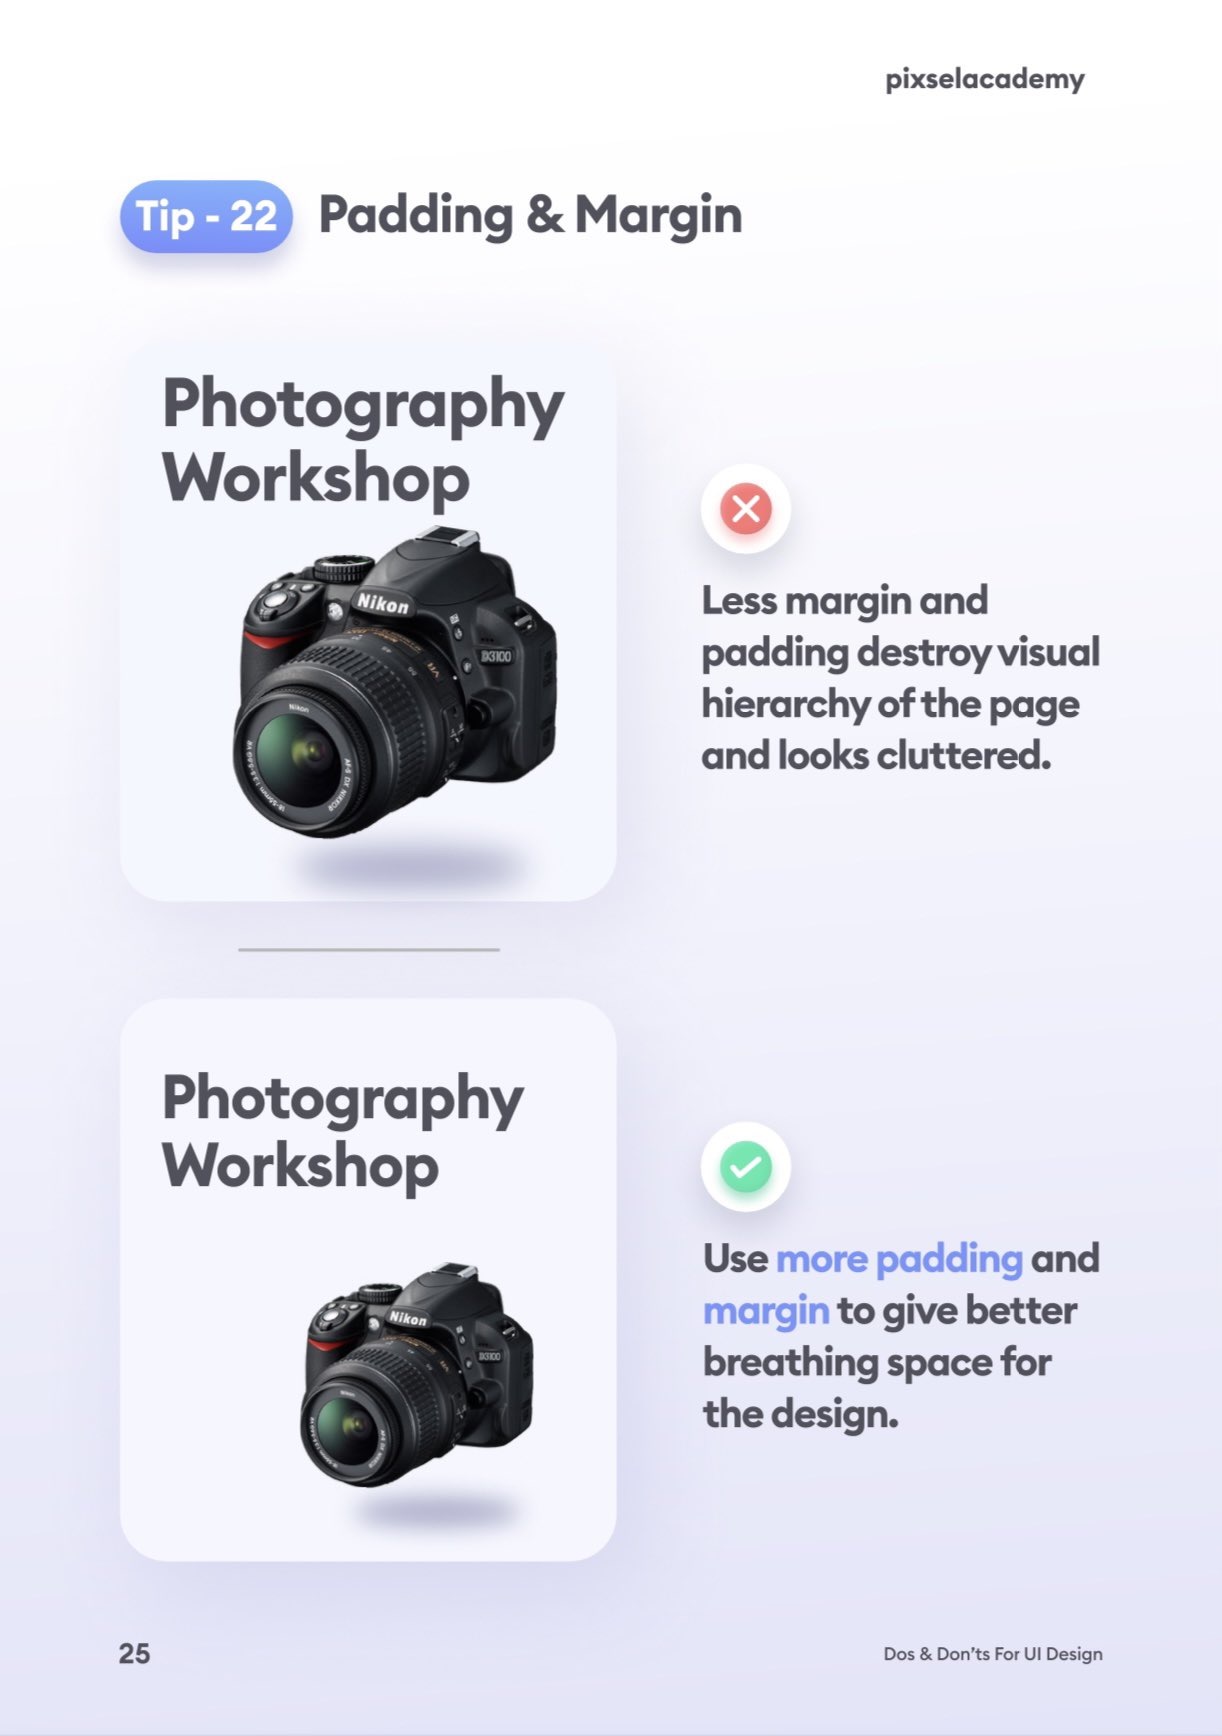 pixselacademy
Tip - 22 Padding & Margin
Photography
Workshop
Nikon
D3100
Nikon
Less margin and
padding destroy visual
hierarchy of the page
and looks cluttered.
Photography
Workshop
Nikon
D3100
Nikon
Use more padding and
margin to give better
breathing space for
the design.
25
Dos & Don'ts For UI Design